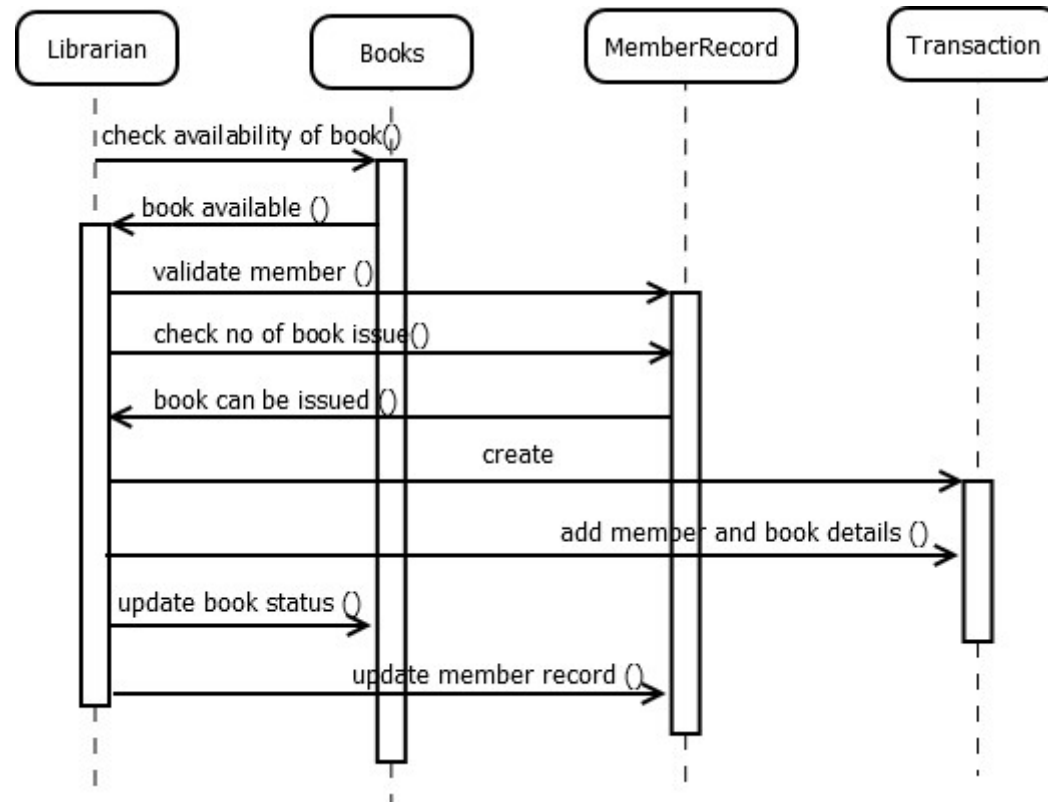 Librarian
Books
MemberRecord
Transaction
check availability of book()
book available ()
validate member ()
check no of book issue()
book can be issued ()
create
add member and book details ()
update book status ()
update member record ()